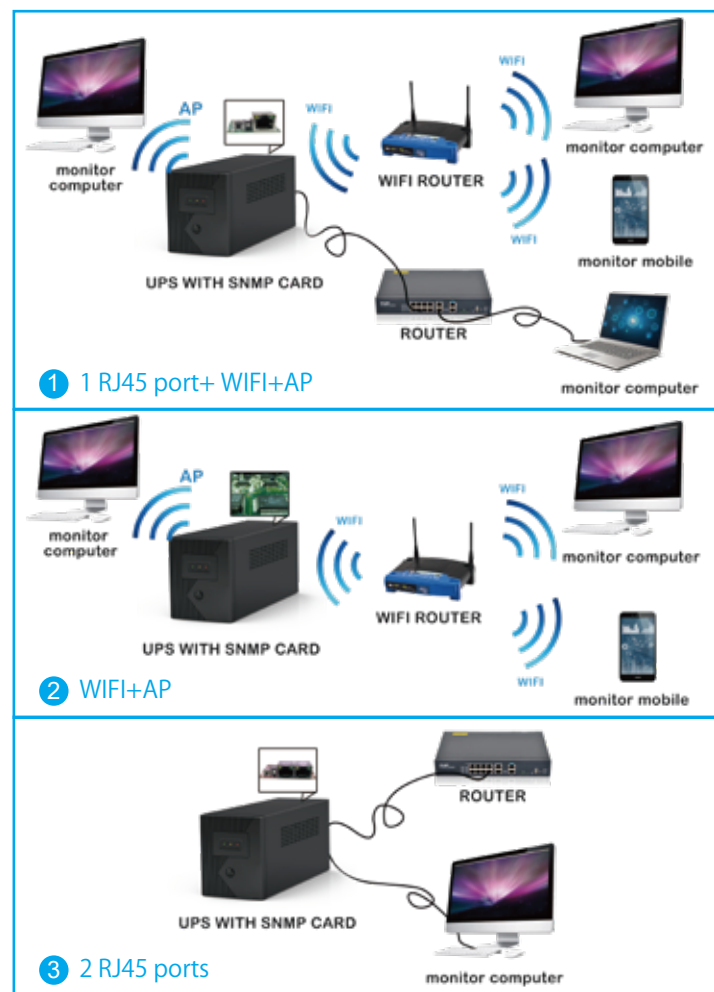 AP
WIFI
WIFI
monitor
computer
WIFI ROUTER
monitor computer
WIFI
monitor mobile
UPS WITH SNMP CARD
ROUTER
monitor computer
1 1 RJ45 port+ WIFI+AP
AP
WIFI
WIFI
monitor
computer
monitor computer
WIFI ROUTER
UPS WITH SNMP CARD
WIFI
monitor mobile
2 WIFI+AP
ROUTER
UPS WITH SNMP CARD
3 2 RJ45 ports
monitor computer